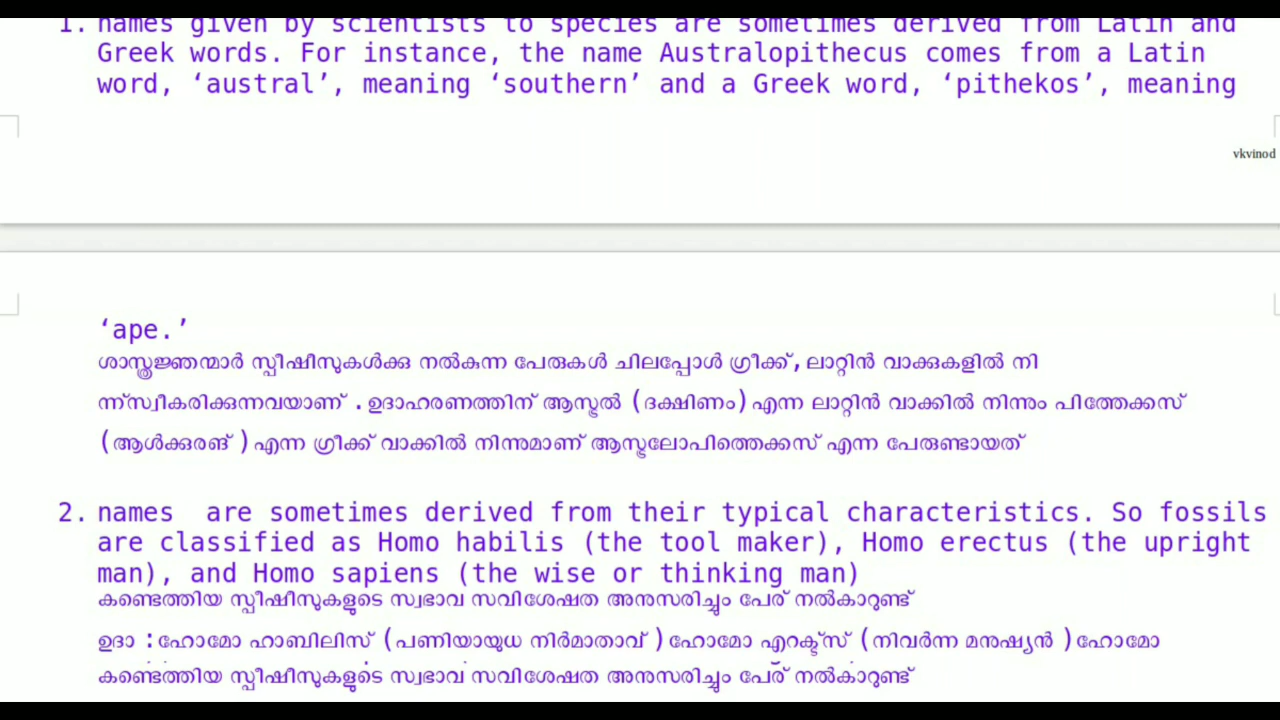 1. names given by scientists to species are sometimes derived from Latin and
Greek words. For instance, the name Australopithecus comes from a Latin
word, ‘austral’, meaning ‘southern’ and a Greek word, ‘pithekos’, meaning
vkvinod
‘ape.’
ശാസ്ത്രജ്ഞന്മാർ സ്പീഷീസുകൾക്കു നൽകുന്ന പേരുകൾ ചിലപ്പോൾ ഗ്രീക്ക്,ലാറ്റിൻ വാക്കുകളിൽ നി
ന്ന്സ്വീകരിക്കുന്നവയാണ് .ഉദാഹരണത്തിന് ആസ്ട്രൽ (ദക്ഷിണം)എന്ന ലാറ്റിൻ വാക്കിൽ നിന്നും പിത്തേക്കസ്
(ആൾക്കുരങ് )എന്ന ഗ്രീക്ക് വാക്കിൽ നിന്നുമാണ് ആസ്ട്രലോപിത്തെക്കസ് എന്ന പേരുണ്ടായത്
2. names are sometimes derived from their typical characteristics. So fossils
are classified as Homo habilis (the tool maker), Homo erectus (the upright
man), and Homo sapiens (the wise or thinking man)
കണ്ടെത്തിയ സ്പീഷീസുകളുടെ സ്വഭാവ സവിശേഷത അനുസരിച്ചും പേര് നൽകാറുണ്ട്
ഉദാ :ഹോമോ ഹാബിലിസ് (പണിയായുധ നിർമാതാവ് )ഹോമോ എറക്ട്സ് (നിവർന്ന മനുഷ്യൻ )ഹോമോ
കണ്ടെത്തിയ സ്പീഷീസുകളുടെ സ്വഭാവ സവിശേഷത അനുസരിച്ചും പേര് നൽകാറുണ്ട്